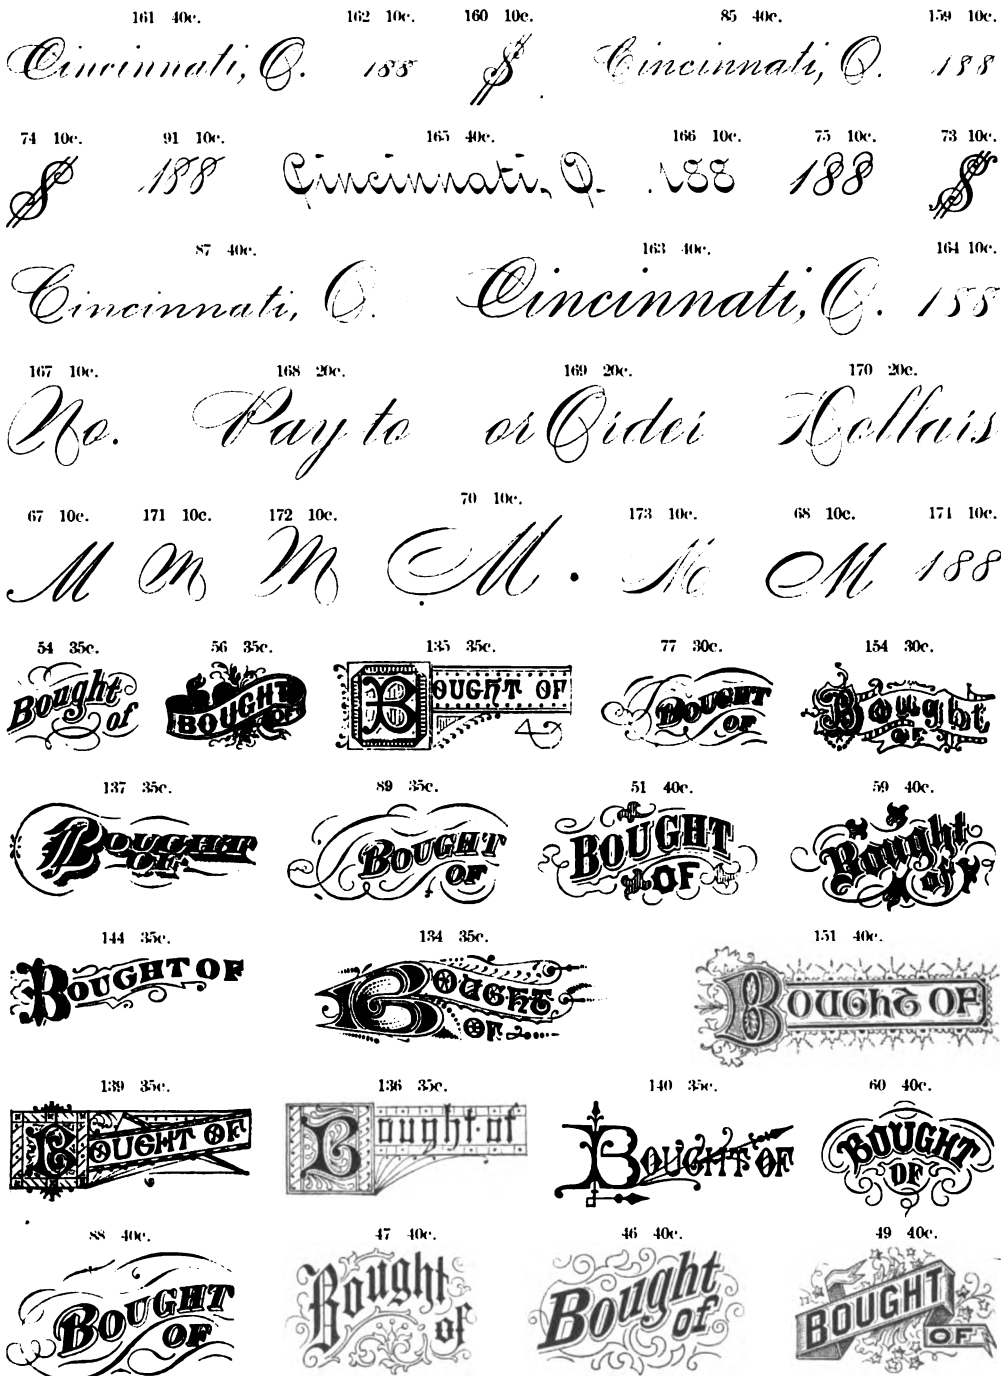 161 40c. 162 10c. 160 10c. 85 40c. 159 10c.
Cincinnati, O. 188 $ Cincinnati, O. 188
74 10c. 91 10c. 165 40c. 166 10c. 75 10c. 73 10c.
$ 188 Cincinnati, O. 188 188 $
87 40c. 163 40c. 164 10c.
Cincinnati, O. Cincinnati, O. 188
167 10c. 168 20c. 169 20c. 170 20c.
No. Pay to or Order Dollars
70 10c.
67 10c. 171 10c. 172 10c. 173 10c. 68 10c. 174 10c.
M M M M. M M 188
54 35c. 56 35c. 135 35c. 77 30c. 154 30c.
Bought BOUGHT BOUGHT OF BOUGHT Bought
of OF OF OF
137 35c. 89 35c. 51 40c. 59 40c.
BOUGHT BOUGHT BOUGHT Bought
OF OF OF of
144 35c. 134 35c. 151 40c.
BOUGHT OF BOUGHT BOUGHT OF
OF
139 35c. 136 35c. 140 35c. 60 40c.
BOUGHT OF Bought of BOUGHT OF BOUGHT
OF
88 40c. 47 40c. 46 40c. 49 40c.
BOUGHT Bought Bought BOUGHT
OF of of OF